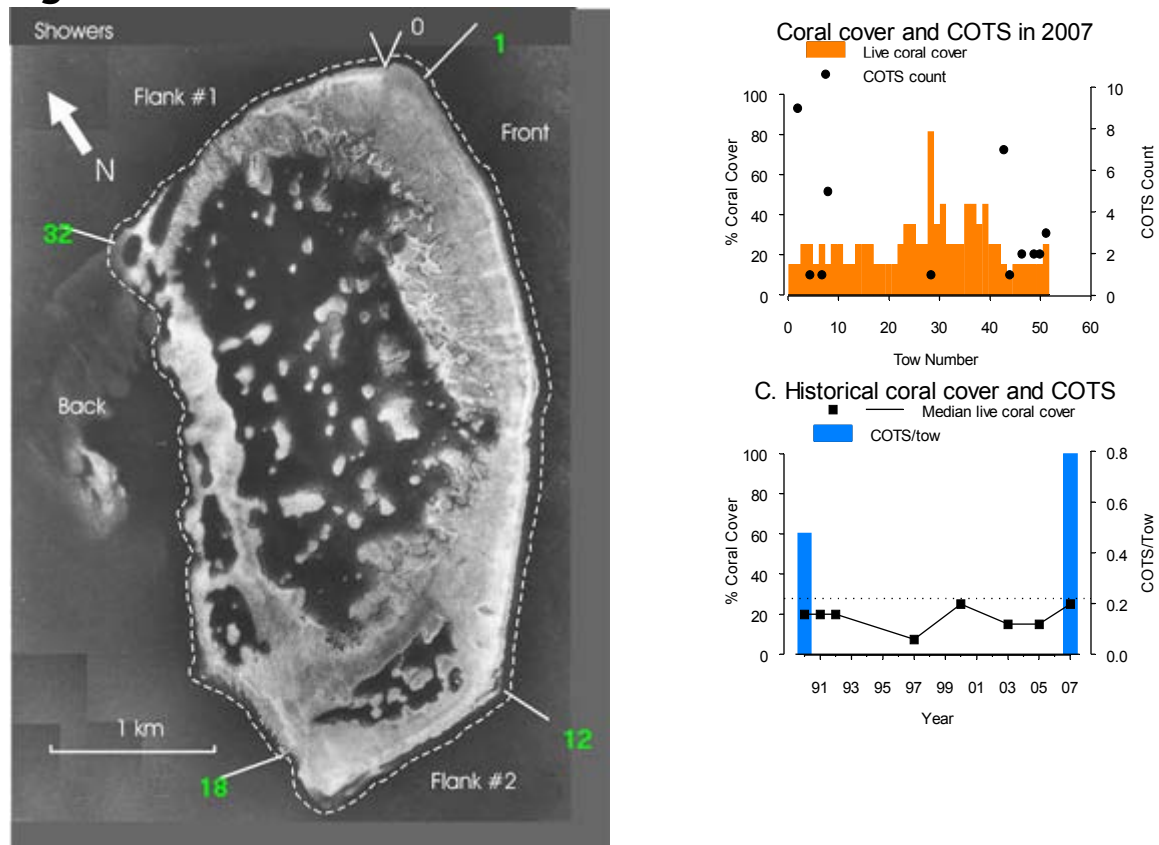 Showers
0
1
Flank #1
Front
N
32
Back
1 km
12
18
Flank #2
Coral cover and COTS in 2007
Live coral cover
COTS count
100
80
60
40
20
0
% Coral Cover
10
8
6
4
2
0
COTS Count
0 10 20 30 40 50 60
Tow Number
C. Historical coral cover and COTS
Median live coral cover
COTS/tow
100
80
60
40
20
0
% Coral Cover
0.8
0.6
0.4
0.2
0.0
COTS/Tow
91 93 95 97 99 01 03 05 07
Year